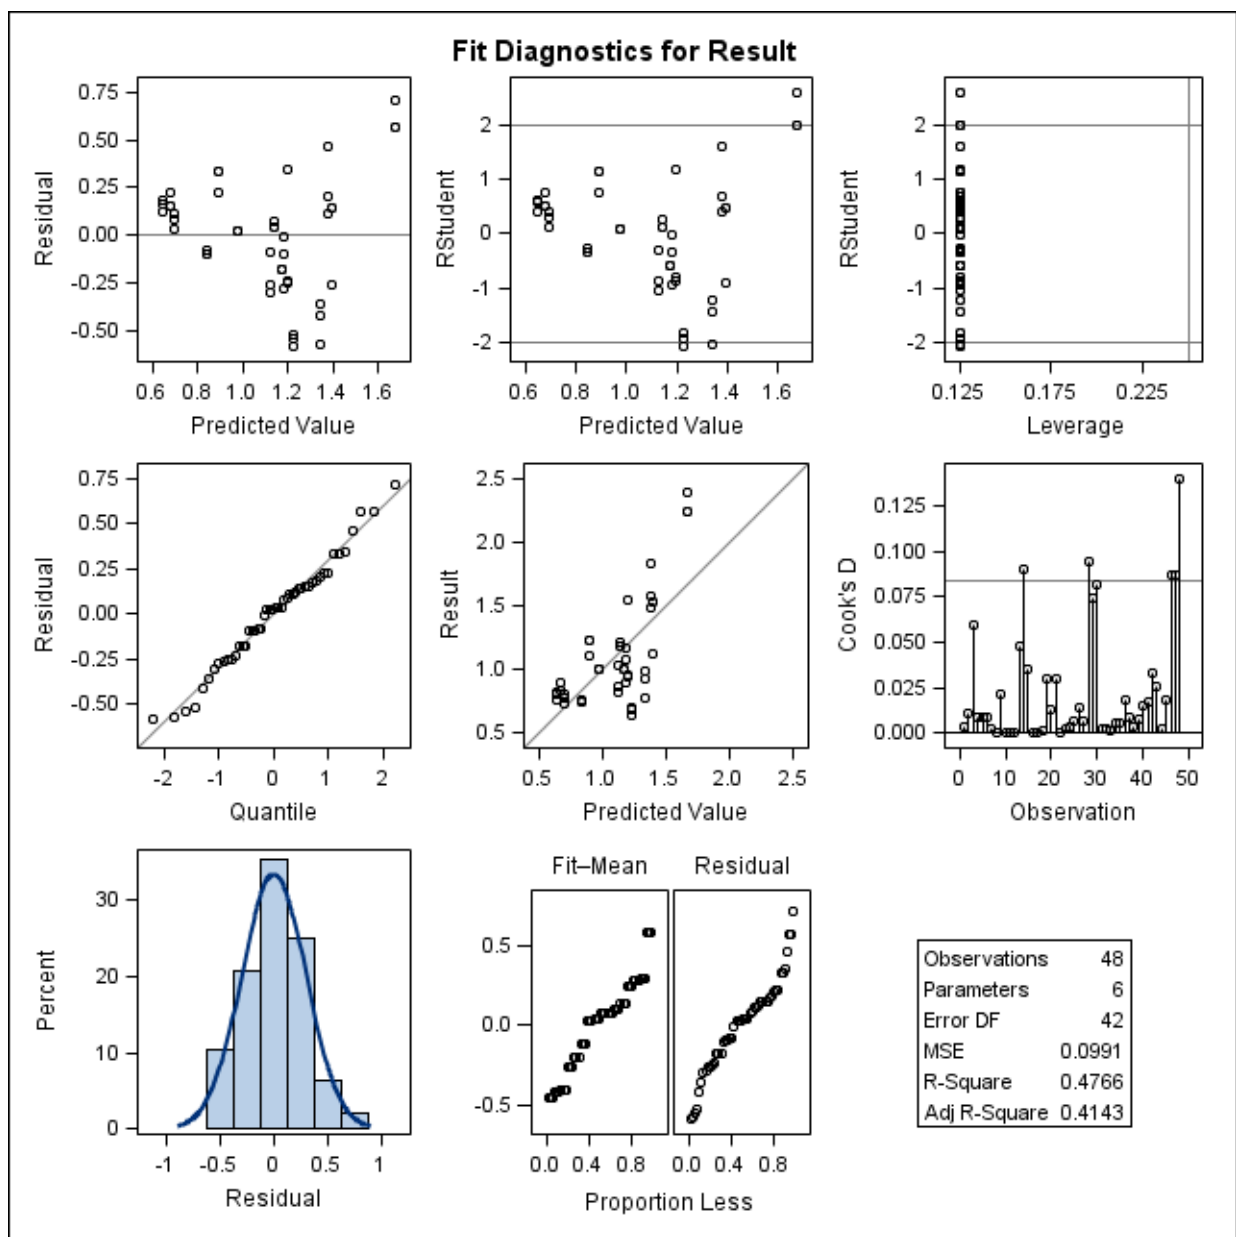 Fit Diagnostics for Result
0.75
0.50
0.25
0.00
-0.25
-0.50
Residual
0.6 0.8 1.0 1.2 1.4 1.6
Predicted Value
2
1
0
-1
-2
RStudent
0.6 0.8 1.0 1.2 1.4 1.6
Predicted Value
2
1
0
-1
-2
RStudent
0.125 0.175 0.225
Leverage
0.75
0.50
0.25
0.00
-0.25
-0.50
Residual
-2 -1 0 1 2
Quantile
2.5
2.0
1.5
1.0
0.5
Result
0.5 1.0 1.5 2.0 2.5
Predicted Value
0.125
0.100
0.075
0.050
0.025
0.000
Cook's D
0 10 20 30 40 50
Observation
30
20
10
0
Percent
-1 -0.5 0 0.5 1
Residual
Fit–Mean Residual
0.5
0.0
-0.5
0.0 0.4 0.8 0.0 0.4 0.8
Proportion Less
Observations 48
Parameters 6
Error DF 42
MSE 0.0991
R-Square 0.4766
Adj R-Square 0.4143